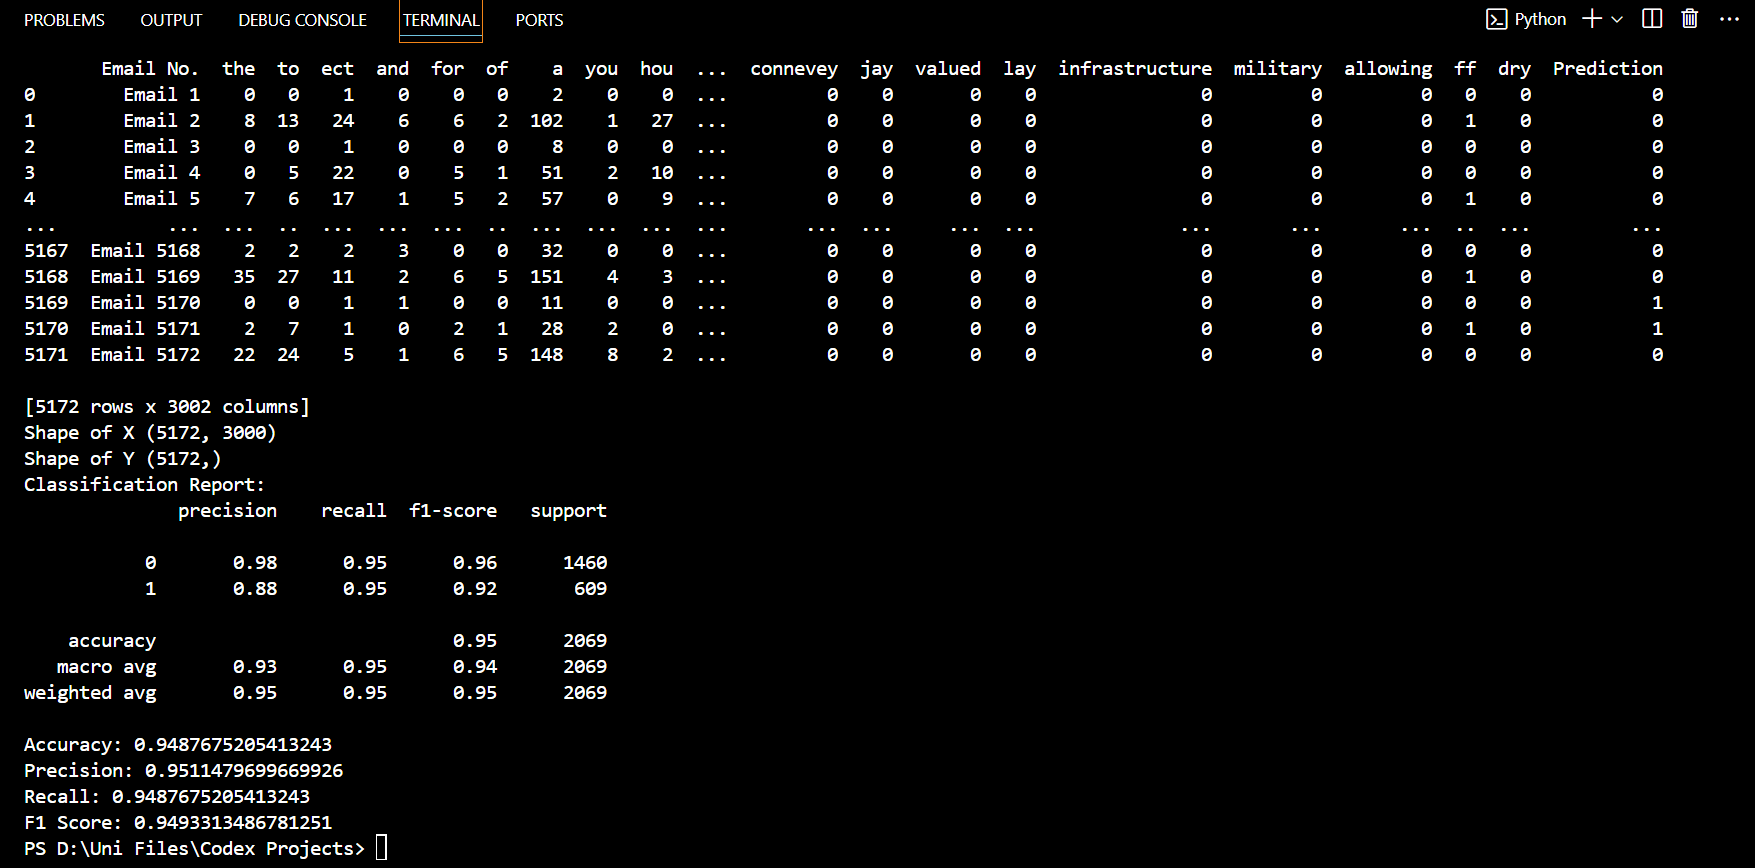 PROBLEMS OUTPUT DEBUG CONSOLE TERMINAL PORTS Python
Email No. the to ect and for of a you hou ... connevey jay valued lay infrastructure military allowing ff dry Prediction
0 Email 1 0 0 1 0 0 0 2 0 0 ... 0 0 0 0 0 0 0 0 0 0
1 Email 2 8 13 24 6 6 2 102 1 27 ... 0 0 0 0 0 0 0 1 0 0
2 Email 3 0 0 1 0 0 0 8 0 0 ... 0 0 0 0 0 0 0 0 0 0
3 Email 4 0 5 22 0 5 1 51 2 10 ... 0 0 0 0 0 0 0 0 0 0
4 Email 5 7 6 17 1 5 2 57 0 9 ... 0 0 0 0 0 0 0 1 0 0
... ... ... .. ... ... ... .. ... ... ... ... ... ... ... ... ... ... ... .. ... ...
5167 Email 5168 2 2 2 3 0 0 32 0 0 ... 0 0 0 0 0 0 0 0 0 0
5168 Email 5169 35 27 11 2 6 5 151 4 3 ... 0 0 0 0 0 0 0 1 0 0
5169 Email 5170 0 0 1 1 0 0 11 0 0 ... 0 0 0 0 0 0 0 0 0 1
5170 Email 5171 2 7 1 0 2 1 28 2 0 ... 0 0 0 0 0 0 0 1 0 1
5171 Email 5172 22 24 5 1 6 5 148 8 2 ... 0 0 0 0 0 0 0 0 0 0
[5172 rows x 3002 columns]
Shape of X (5172, 3000)
Shape of Y (5172,)
Classification Report:
precision recall f1-score support
0 0.98 0.95 0.96 1460
1 0.88 0.95 0.92 609
accuracy 0.95 2069
macro avg 0.93 0.95 0.94 2069
weighted avg 0.95 0.95 0.95 2069
Accuracy: 0.9487675205413243
Precision: 0.9511479699669926
Recall: 0.9487675205413243
F1 Score: 0.9493313486781251
PS D:\Uni Files\Codex Projects>